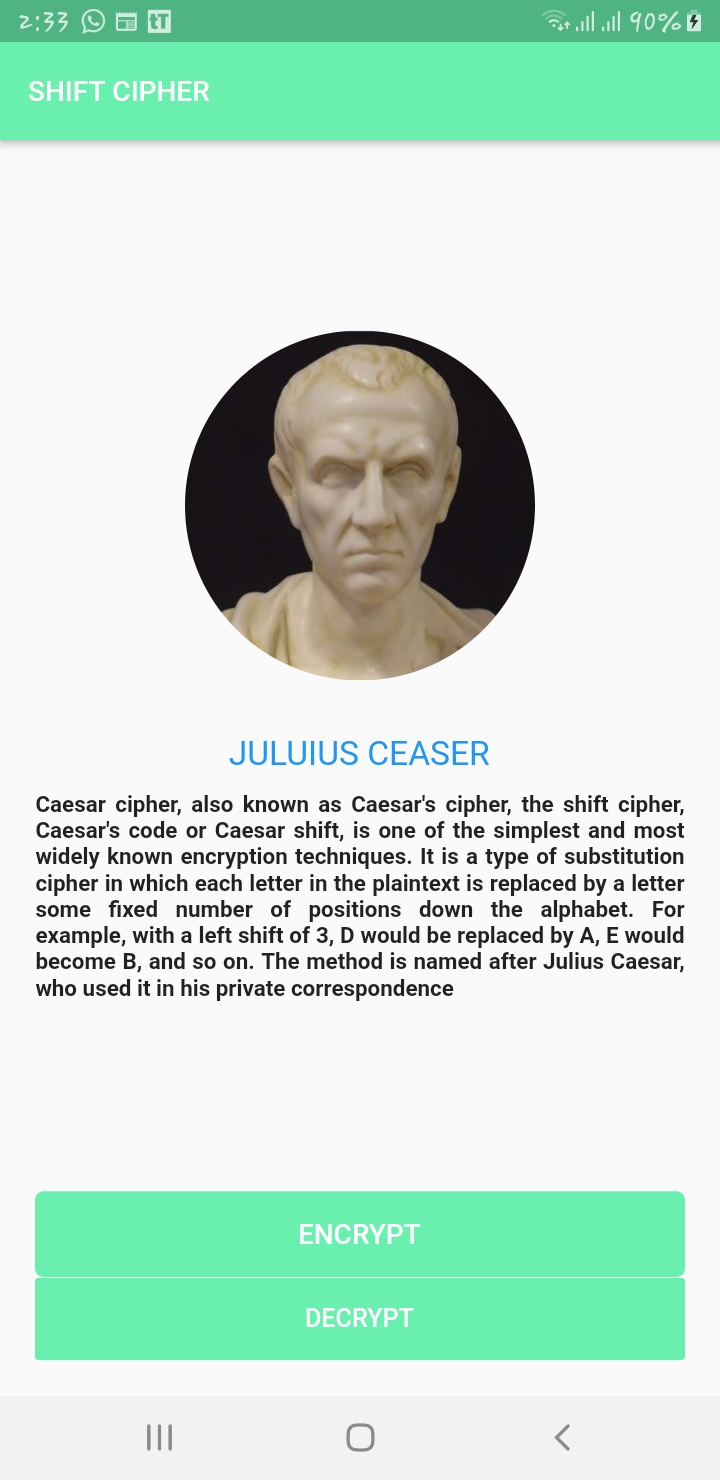 2:33
90%
SHIFT CIPHER
JULUIUS CEASER
Caesar cipher, also known as Caesar's cipher, the shift cipher,
Caesar's code or Caesar shift, is one of the simplest and most
widely known encryption techniques. It is a type of substitution
cipher in which each letter in the plaintext is replaced by a letter
some fixed number of positions down the alphabet. For
example, with a left shift of 3, D would be replaced by A, E would
become B, and so on. The method is named after Julius Caesar,
who used it in his private correspondence
ENCRYPT
DECRYPT